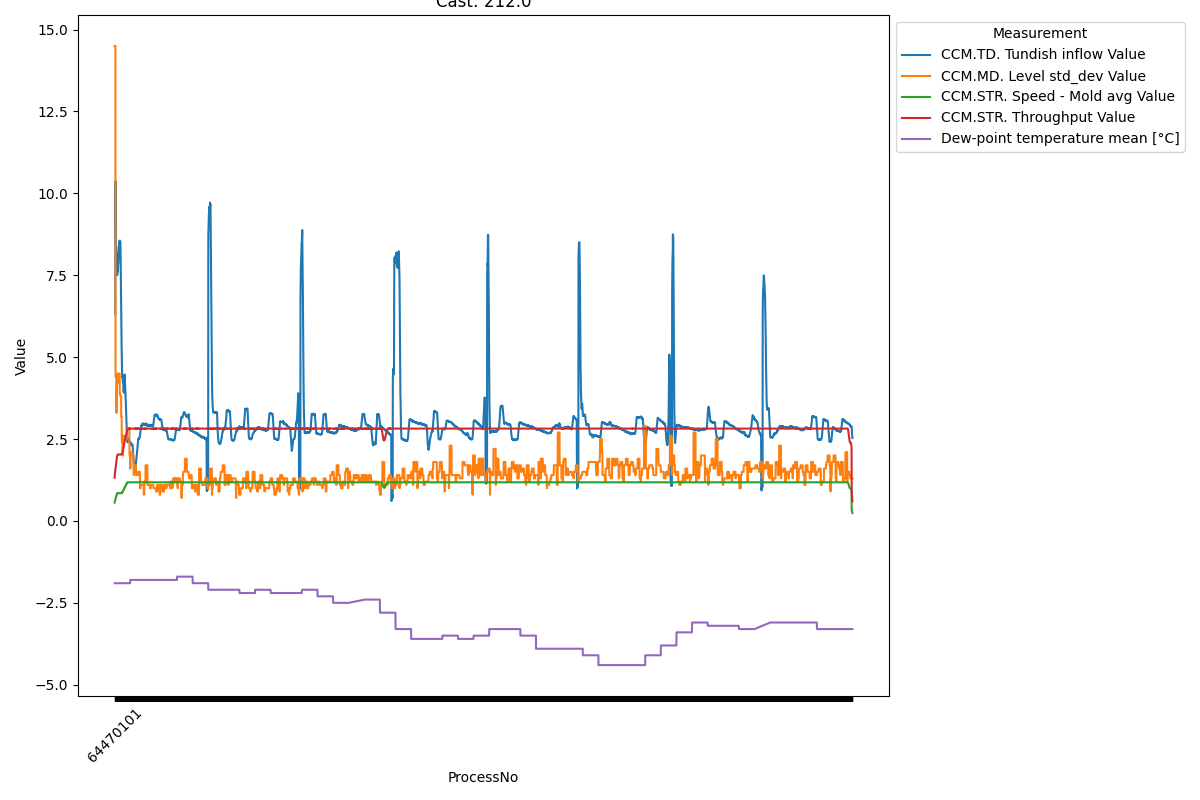 Cast: 212.0
15.0
12.5
10.0
7.5
5.0
2.5
0.0
−2.5
−5.0
Value
64470101
ProcessNo
Measurement
CCM.TD. Tundish inflow Value
CCM.MD. Level std_dev Value
CCM.STR. Speed - Mold avg Value
CCM.STR. Throughput Value
Dew-point temperature mean [°C]